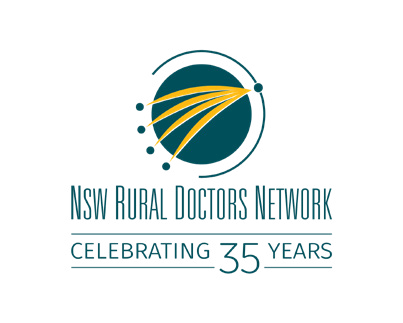 NSW RURAL DOCTORS NETWORK
CELEBRATING 35 YEARS